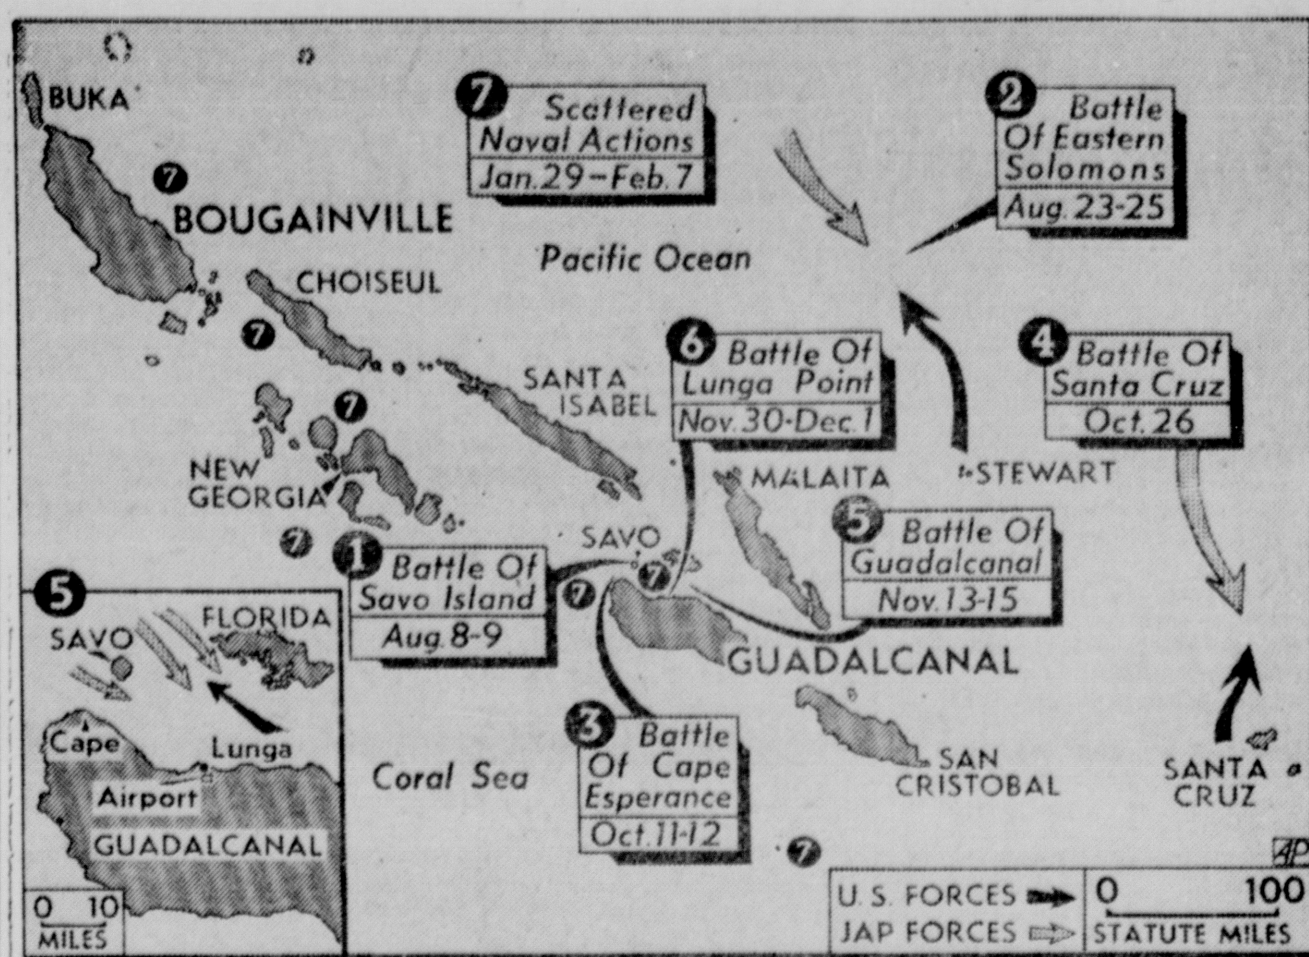 BUKA
7
Scattered
Naval Actions
Jan. 29-Feb. 7
2
Battle
Of Eastern
Solomons
Aug. 23-25
7
BOUGAINVILLE
Pacific Ocean
CHOISEUL
7
6
Battle Of
Lunga Point
Nov. 30-Dec. 1
4
Battle Of
Santa Cruz
Oct. 26
SANTA
ISABEL
7
NEW
GEORGIA
MALAITA
STEWART
7
1
Battle Of
Savo Island
Aug. 8-9
SAVO
7
7
5
Battle Of
Guadalcanal
Nov. 13-15
GUADALCANAL
3
Battle
Of Cape
Esperance
Oct. 11-12
Coral Sea
SAN
CRISTOBAL
SANTA
CRUZ
7
5
SAVO
FLORIDA
Cape
Lunga
Airport
GUADALCANAL
0 10
MILES
AP
U.S. FORCES
JAP FORCES
0 100
STATUTE MILES